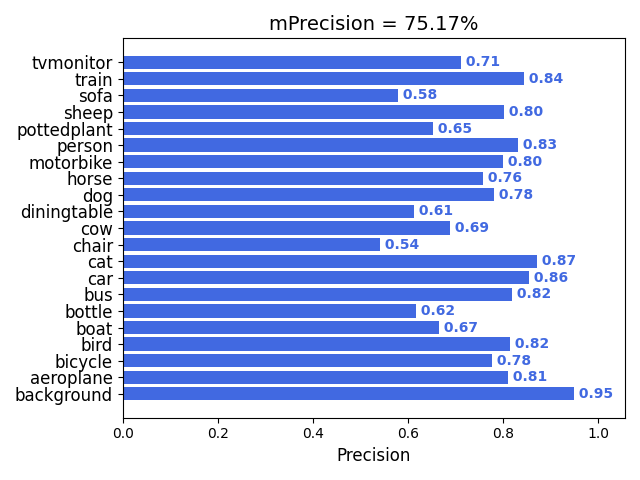 mPrecision = 75.17%
tvmonitor 0.71
train 0.84
sofa 0.58
sheep 0.80
pottedplant 0.65
person 0.83
motorbike 0.80
horse 0.76
dog 0.78
diningtable 0.61
cow 0.69
chair 0.54
cat 0.87
car 0.86
bus 0.82
bottle 0.62
boat 0.67
bird 0.82
bicycle 0.78
aeroplane 0.81
background 0.95
0.0 0.2 0.4 0.6 0.8 1.0
Precision